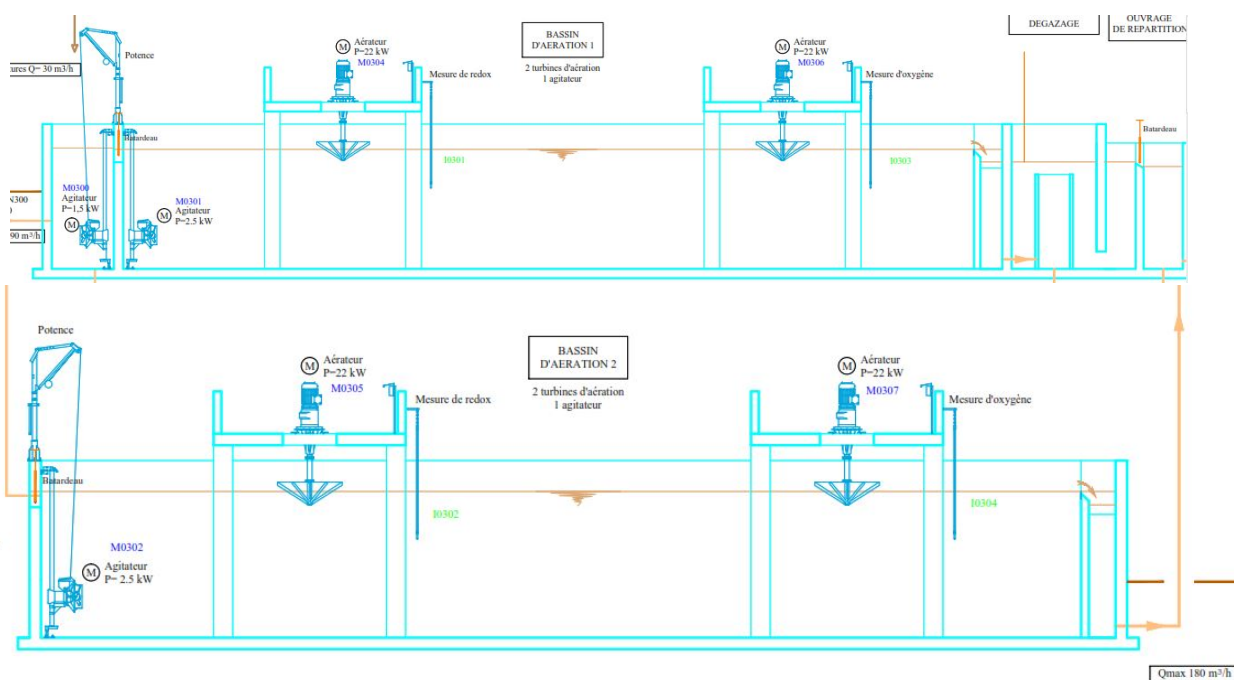 DEGAZAGE
OUVRAGE
DE REPARTITION
BASSIN
D'AERATION 1
2 turbines d'aération
1 agitateur
M
Aérateur
P=22 kW
M0304
M
Aérateur
P=22 kW
M0306
Potence
ures Q= 30 m3/h
Mesure de redox
Mesure d'oxygène
Batardeau
Batardeau
I0301
I0303
M0300
Agitateur
P=1,5 kW
M
M0301
Agitateur
P=2.5 kW
M
N300
)
90 m³/h
Potence
BASSIN
D'AERATION 2
2 turbines d'aération
1 agitateur
M
Aérateur
P=22 kW
M0305
M
Aérateur
P=22 kW
M0307
Mesure de redox
Mesure d'oxygène
Batardeau
I0302
I0304
M0302
M
Agitateur
P= 2.5 kW
Qmax 180 m³/h